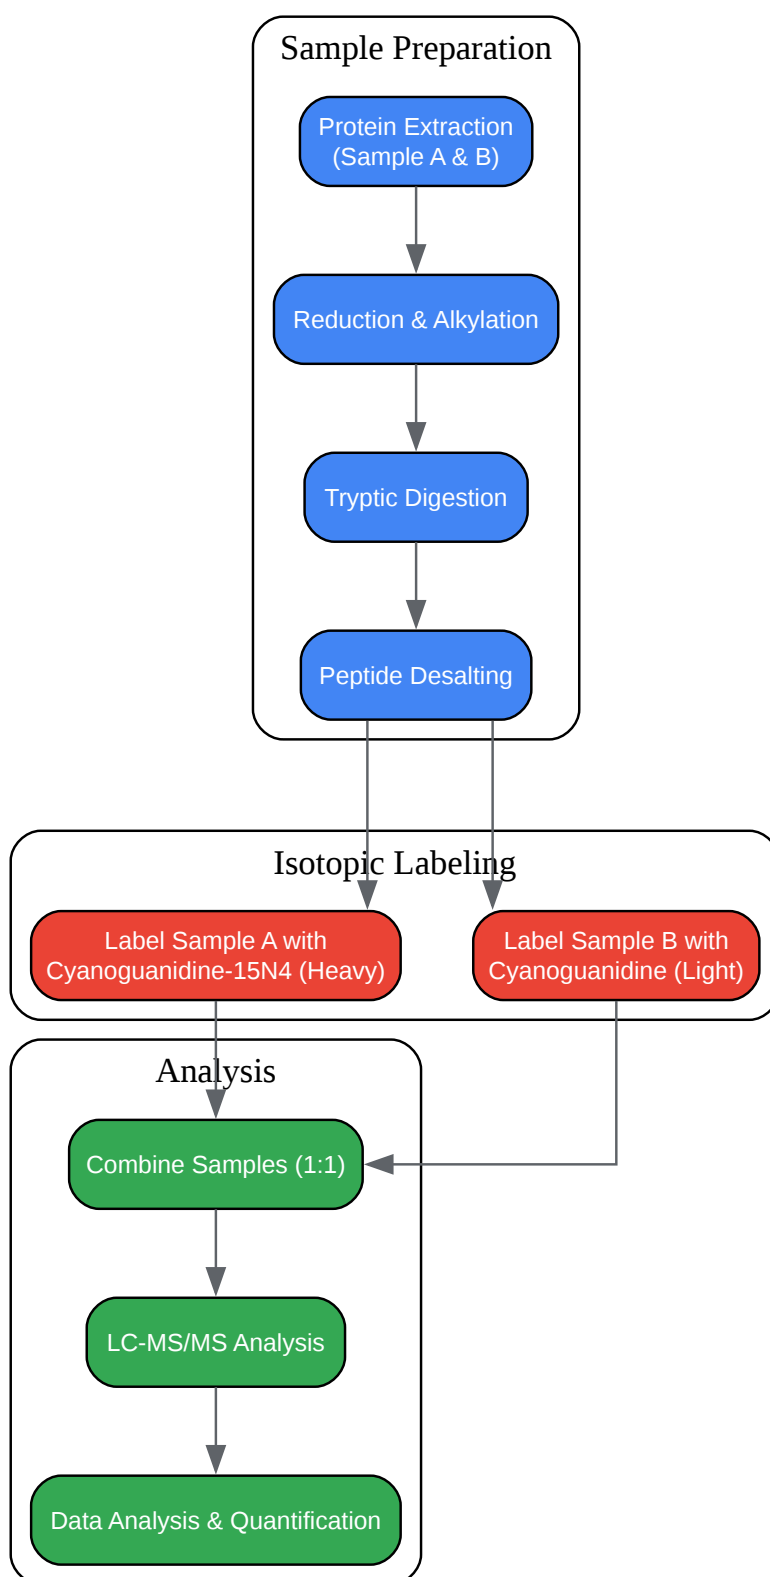 Sample Preparation
Protein Extraction
(Sample A & B)
Reduction & Alkylation
Tryptic Digestion
Peptide Desalting
Isotopic Labeling
Label Sample A with
Cyanoguanidine-15N4 (Heavy)
Label Sample B with
Cyanoguanidine (Light)
Analysis
Combine Samples (1:1)
LC-MS/MS Analysis
Data Analysis & Quantification